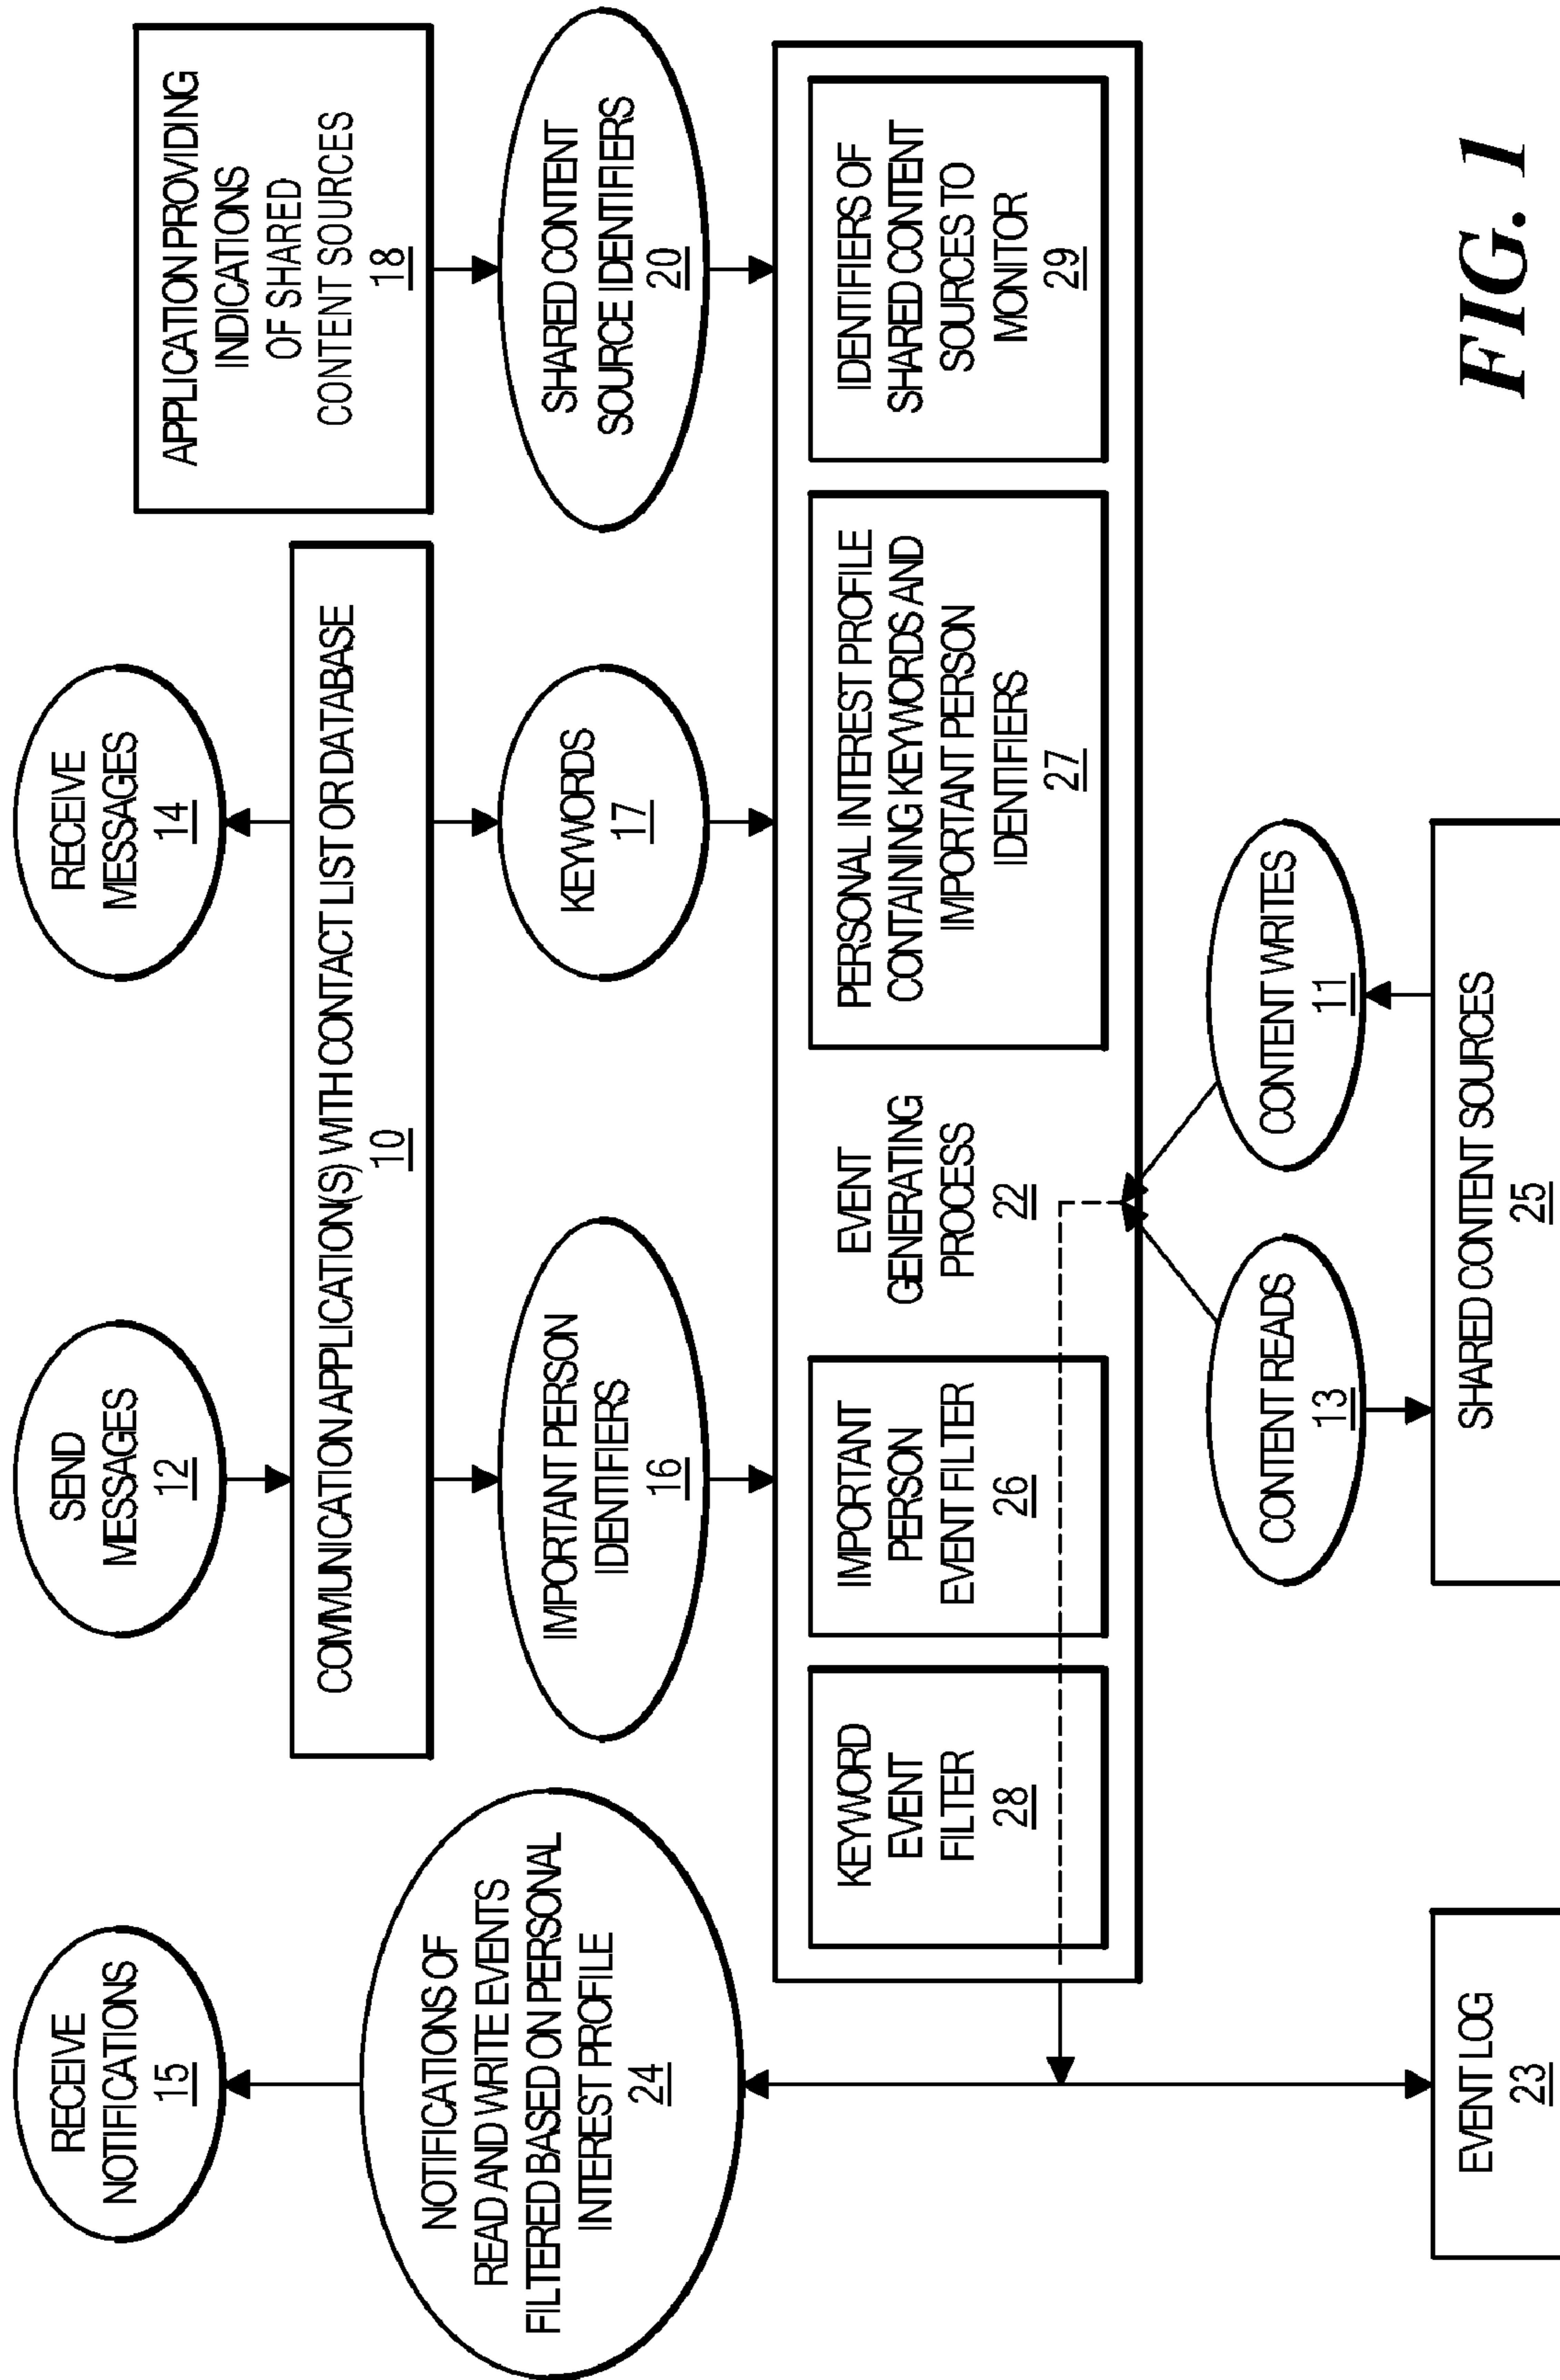 RECEIVE
NOTIFICATIONS
15
SEND
MESSAGES
12
RECEIVE
MESSAGES
14
COMMUNICATION APPLICATION(S) WITH CONTACT LIST OR DATABASE
10
APPLICATION PROVIDING
INDICATIONS
OF SHARED
CONTENT SOURCES
18
NOTIFICATIONS OF
READ AND WRITE EVENTS
FILTERED BASED ON PERSONAL
INTEREST PROFILE
24
IMPORTANT PERSON
IDENTIFIERS
16
KEYWORDS
17
SHARED CONTENT
SOURCE IDENTIFIERS
20
KEYWORD
EVENT
FILTER
28
IMPORTANT
PERSON
EVENT FILTER
26
EVENT
GENERATING
PROCESS
22
PERSONAL INTEREST PROFILE
CONTAINING KEYWORDS AND
IMPORTANT PERSON
IDENTIFIERS
27
IDENTIFIERS OF
SHARED CONTENT
SOURCES TO
MONITOR
29
CONTENT READS
13
CONTENT WRITES
11
EVENT LOG
23
SHARED CONTENT SOURCES
25
FIG. 1